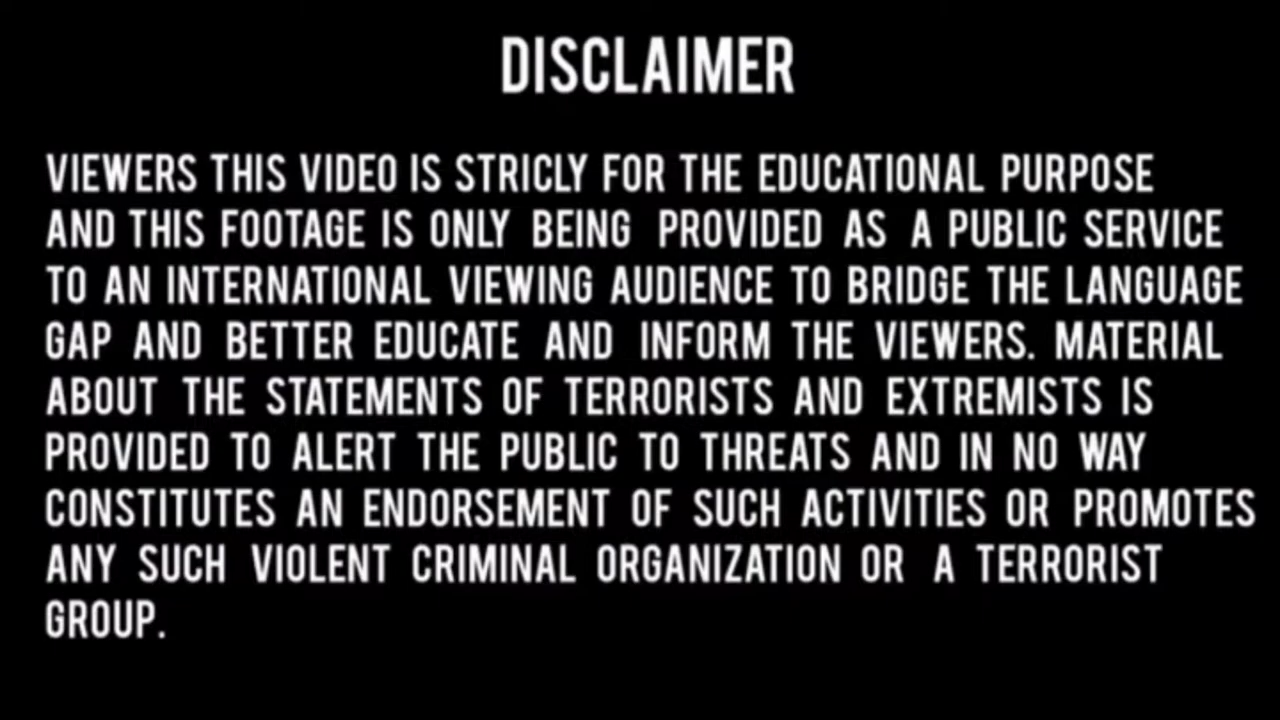 DISCLAIMER
VIEWERS THIS VIDEO IS STRICLY FOR THE EDUCATIONAL PURPOSE
AND THIS FOOTAGE IS ONLY BEING PROVIDED AS A PUBLIC SERVICE
TO AN INTERNATIONAL VIEWING AUDIENCE TO BRIDGE THE LANGUAGE
GAP AND BETTER EDUCATE AND INFORM THE VIEWERS. MATERIAL
ABOUT THE STATEMENTS OF TERRORISTS AND EXTREMISTS IS
PROVIDED TO ALERT THE PUBLIC TO THREATS AND IN NO WAY
CONSTITUTES AN ENDORSEMENT OF SUCH ACTIVITIES OR PROMOTES
ANY SUCH VIOLENT CRIMINAL ORGANIZATION OR A TERRORIST
GROUP.